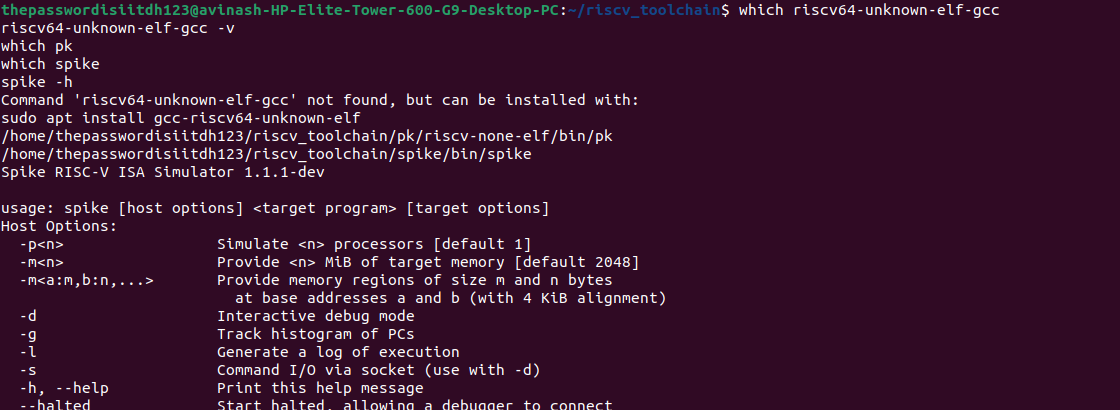 thepasswordisiitdh123@avinash-HP-Elite-Tower-600-G9-Desktop-PC:~/riscv_toolchain$ which riscv64-unknown-elf-gcc
riscv64-unknown-elf-gcc -v
which pk
which spike
spike -h
Command 'riscv64-unknown-elf-gcc' not found, but can be installed with:
sudo apt install gcc-riscv64-unknown-elf
/home/thepasswordisiitdh123/riscv_toolchain/pk/riscv-none-elf/bin/pk
/home/thepasswordisiitdh123/riscv_toolchain/spike/bin/spike
Spike RISC-V ISA Simulator 1.1.1-dev

usage: spike [host options] <target program> [target options]
Host Options:
  -p<n>                 Simulate <n> processors [default 1]
  -m<n>                 Provide <n> MiB of target memory [default 2048]
  -m<a:m,b:n,...>       Provide memory regions of size m and n bytes
                          at base addresses a and b (with 4 KiB alignment)
  -d                    Interactive debug mode
  -g                    Track histogram of PCs
  -l                    Generate a log of execution
  -s                    Command I/O via socket (use with -d)
  -h, --help            Print this help message
  --halted              Start halted, allowing a debugger to connect